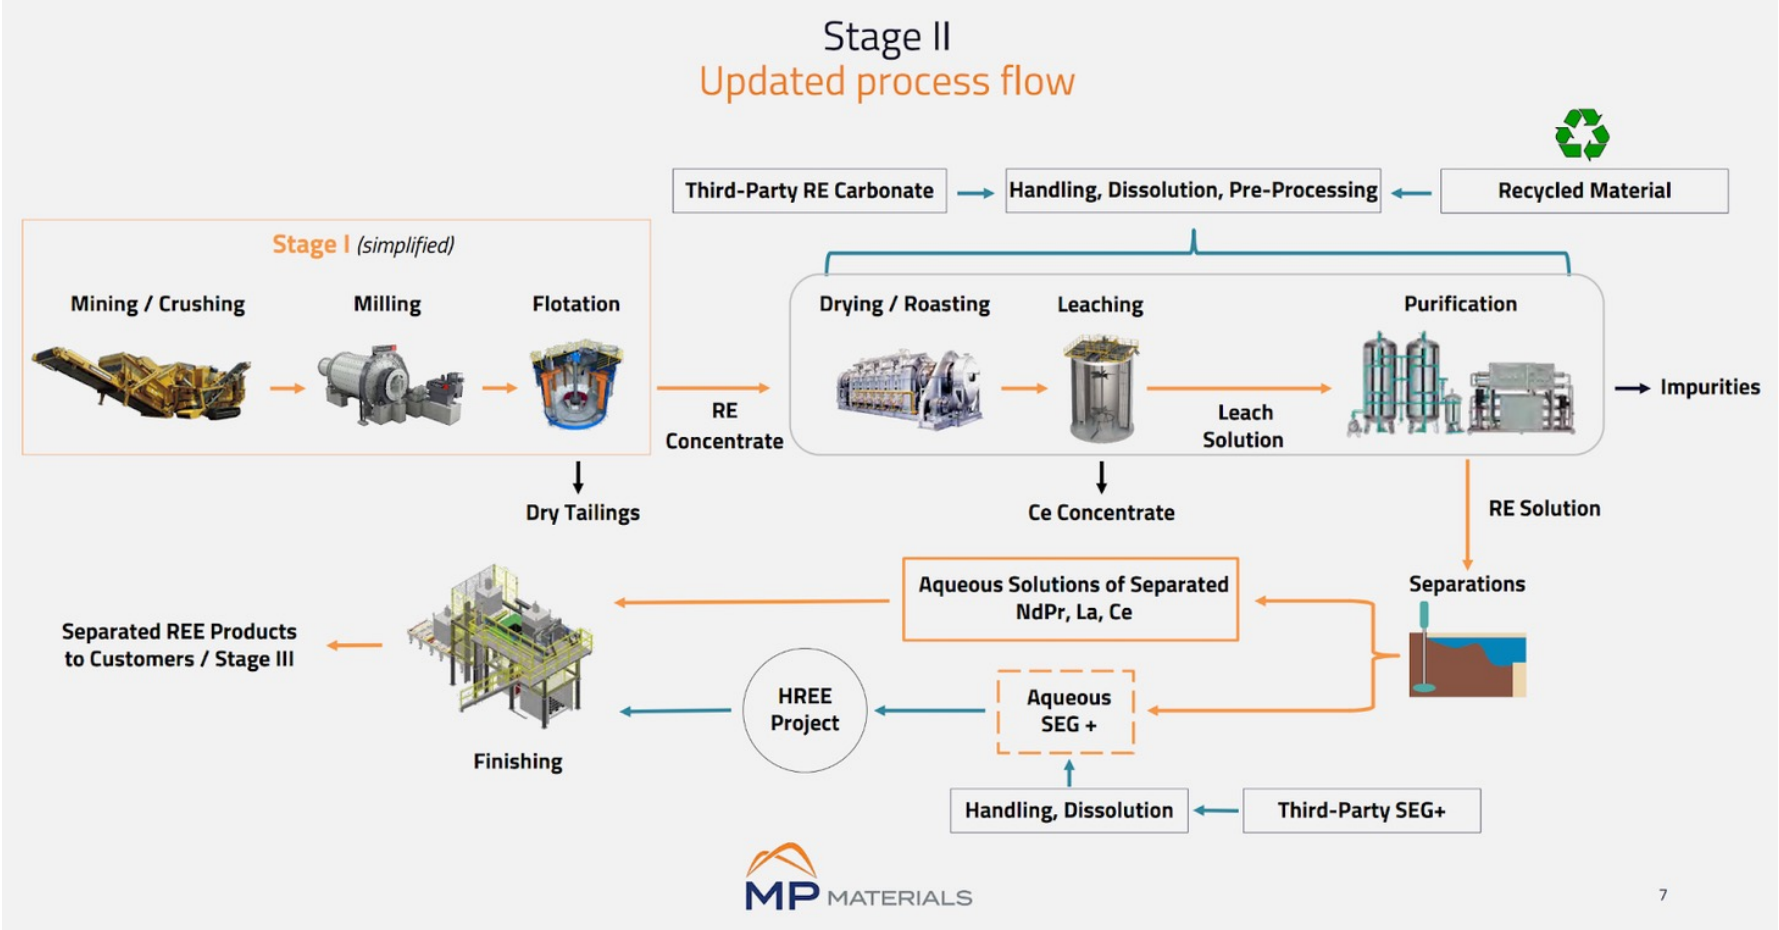 Stage II
Updated process flow
Third-Party RE Carbonate
Handling, Dissolution, Pre-Processing
Recycled Material
Stage I (simplified)
Mining / Crushing
Milling
Flotation
Drying / Roasting
Leaching
Purification
RE
Concentrate
Leach
Solution
Impurities
Dry Tailings
Ce Concentrate
RE Solution
Separations
Aqueous Solutions of Separated
NdPr, La, Ce
Separated REE Products
to Customers / Stage III
HREE
Project
Aqueous
SEG +
Finishing
Handling, Dissolution
Third-Party SEG+
MP MATERIALS
7